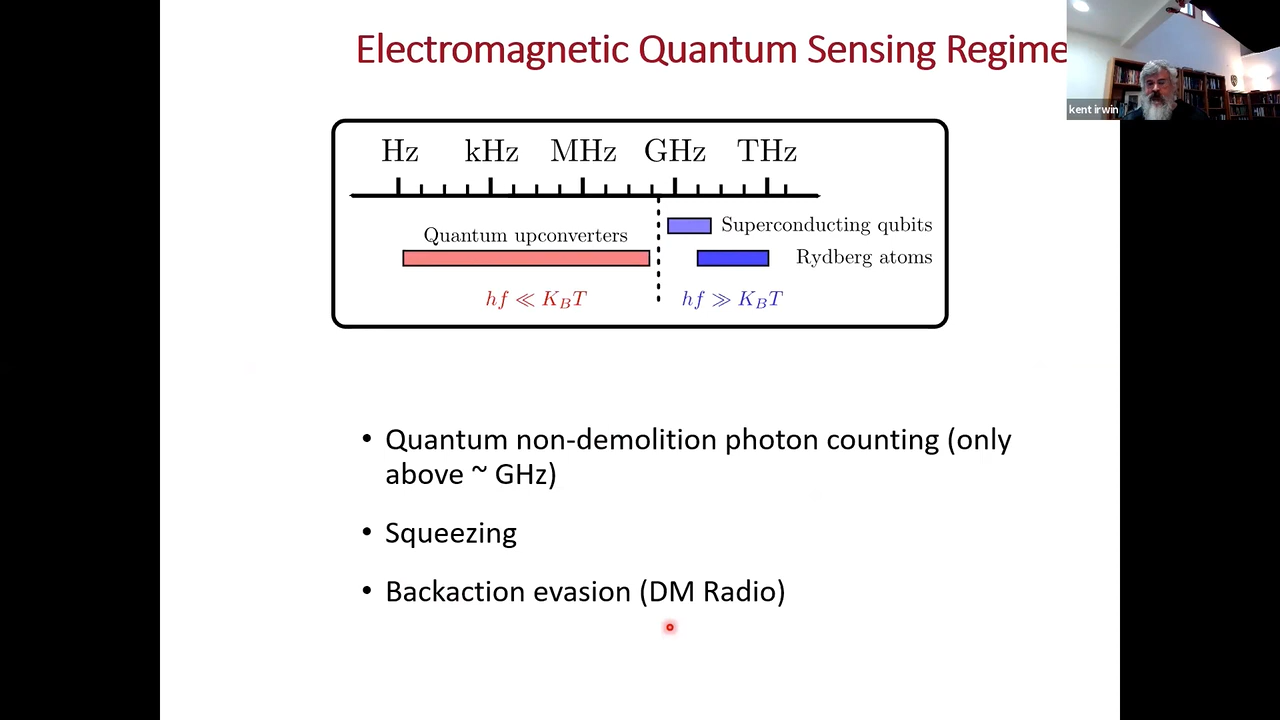 Electromagnetic Quantum Sensing Regime
kent irwin
Hz kHz MHz GHz THz
Superconducting qubits
Quantum upconverters
Rydberg atoms
hf ≪ K_BT hf ≫ K_BT
• Quantum non-demolition photon counting (only
above ~ GHz)
• Squeezing
• Backaction evasion (DM Radio)